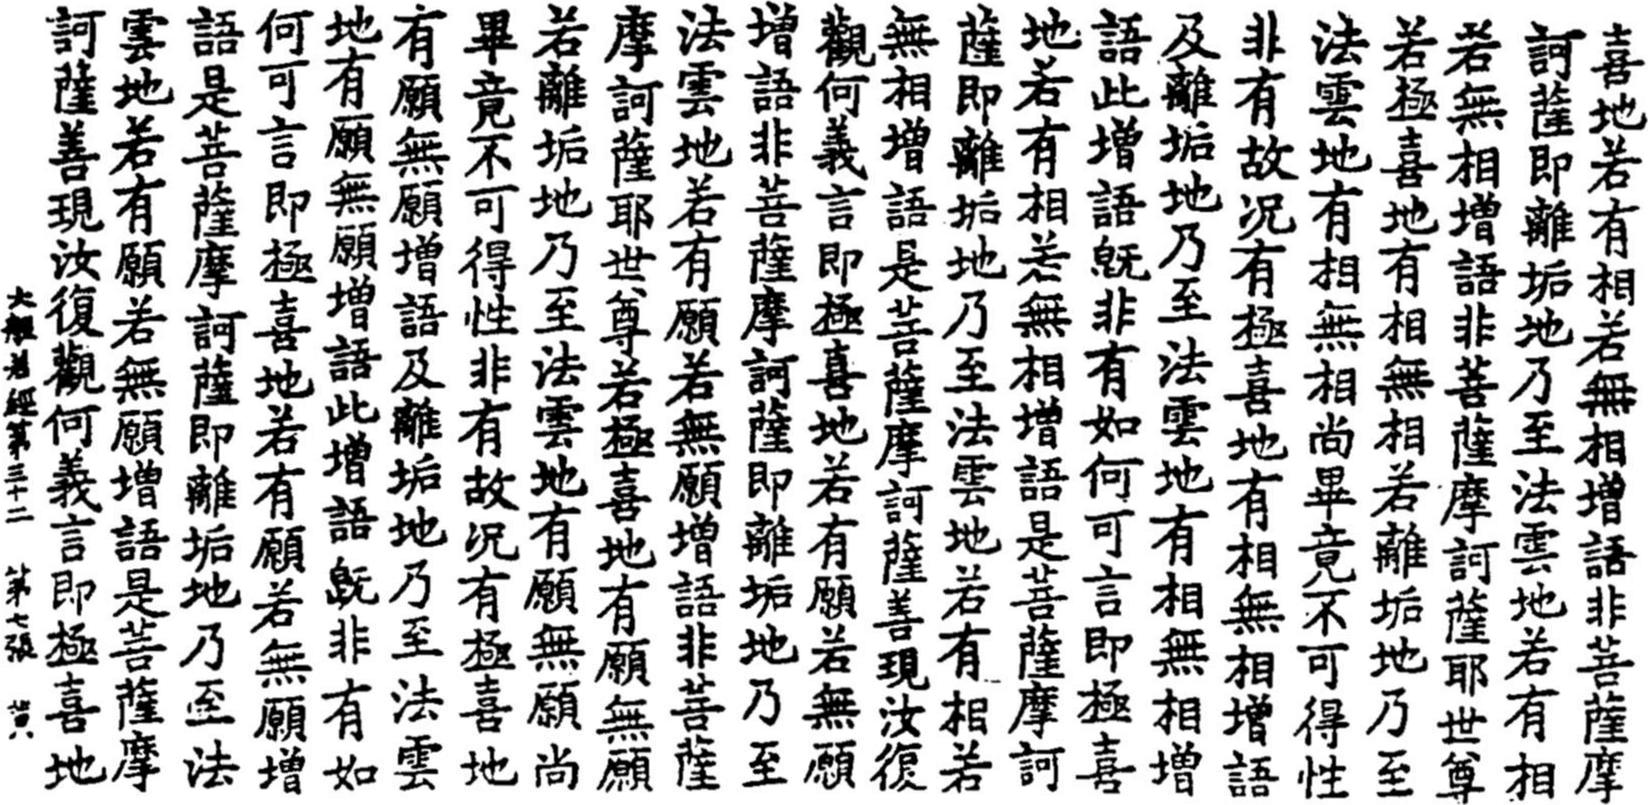 喜地若有相若無相增語非菩薩摩
訶薩即離垢地乃至法雲地若有相
若無相增語非菩薩摩訶薩耶世尊
若極喜地有相無相若離垢地乃至
法雲地有相無相尚畢竟不可得性
非有故况有極喜地有相無相增語
及離垢地乃至法雲地有相無相增
語此增語既非有如何可言即極喜
地若有相若無相增語是菩薩摩訶
薩即離垢地乃至法雲地若有相若
無相增語是菩薩摩訶薩善現汝復
觀何義言即極喜地若有願若無願
增語非菩薩摩訶薩即離垢地乃至
法雲地若有願若無願增語非菩薩
摩訶薩耶世尊若極喜地有願無願
若離垢地乃至法雲地有願無願尚
畢竟不可得性非有故况有極喜地
有願無願增語及離垢地乃至法雲
地有願無願增語此增語既非有如
何可言即極喜地若有願若無願增
語是菩薩摩訶薩即離垢地乃至法
雲地若有願若無願增語是菩薩摩
訶薩善現汝復觀何義言即極喜地
大般若經第三十二 第七張 黄